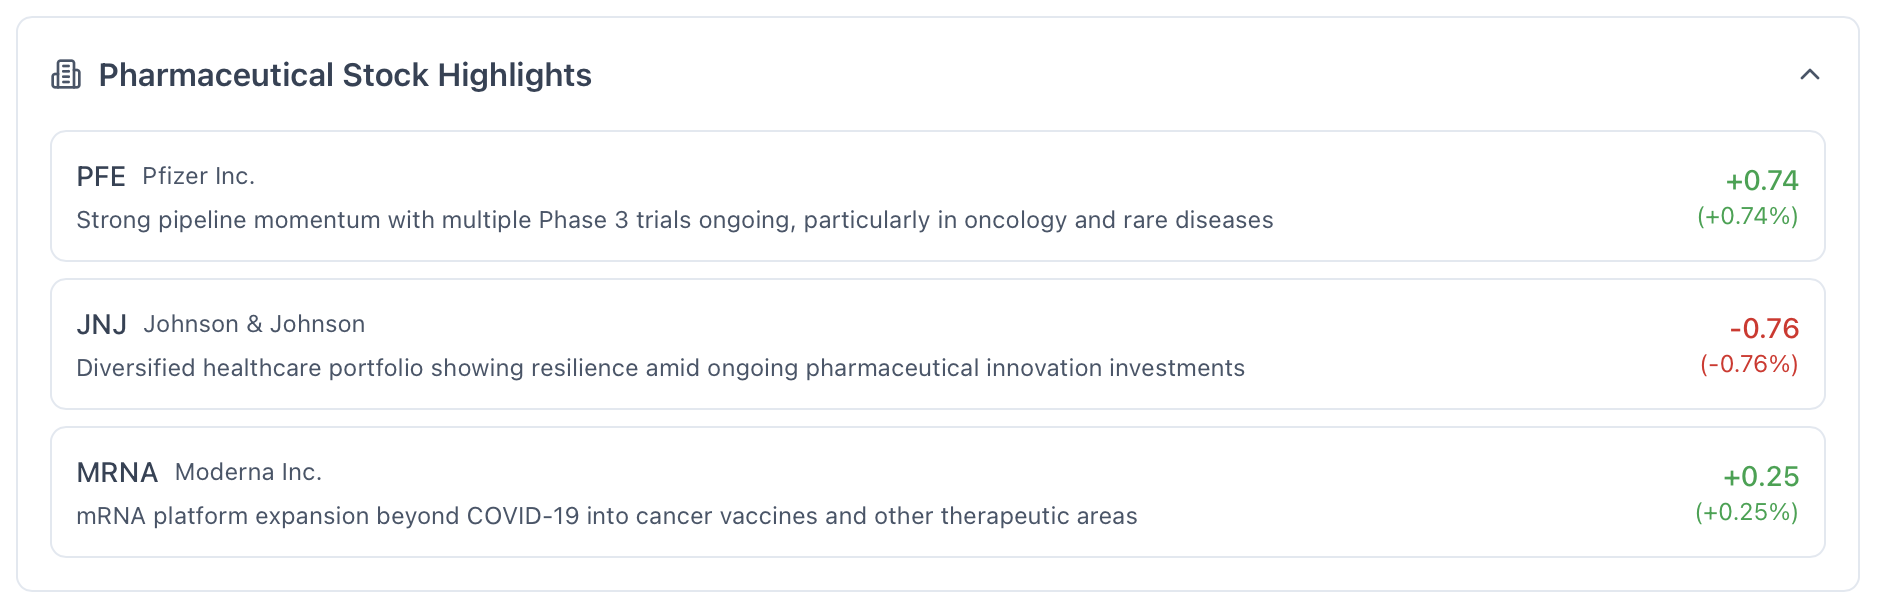 Pharmaceutical Stock Highlights
PFE Pfizer Inc.
+0.74
Strong pipeline momentum with multiple Phase 3 trials ongoing, particularly in oncology and rare diseases
(+0.74%)
JNJ Johnson & Johnson
-0.76
Diversified healthcare portfolio showing resilience amid ongoing pharmaceutical innovation investments
(-0.76%)
MRNA Moderna Inc.
+0.25
mRNA platform expansion beyond COVID-19 into cancer vaccines and other therapeutic areas
(+0.25%)